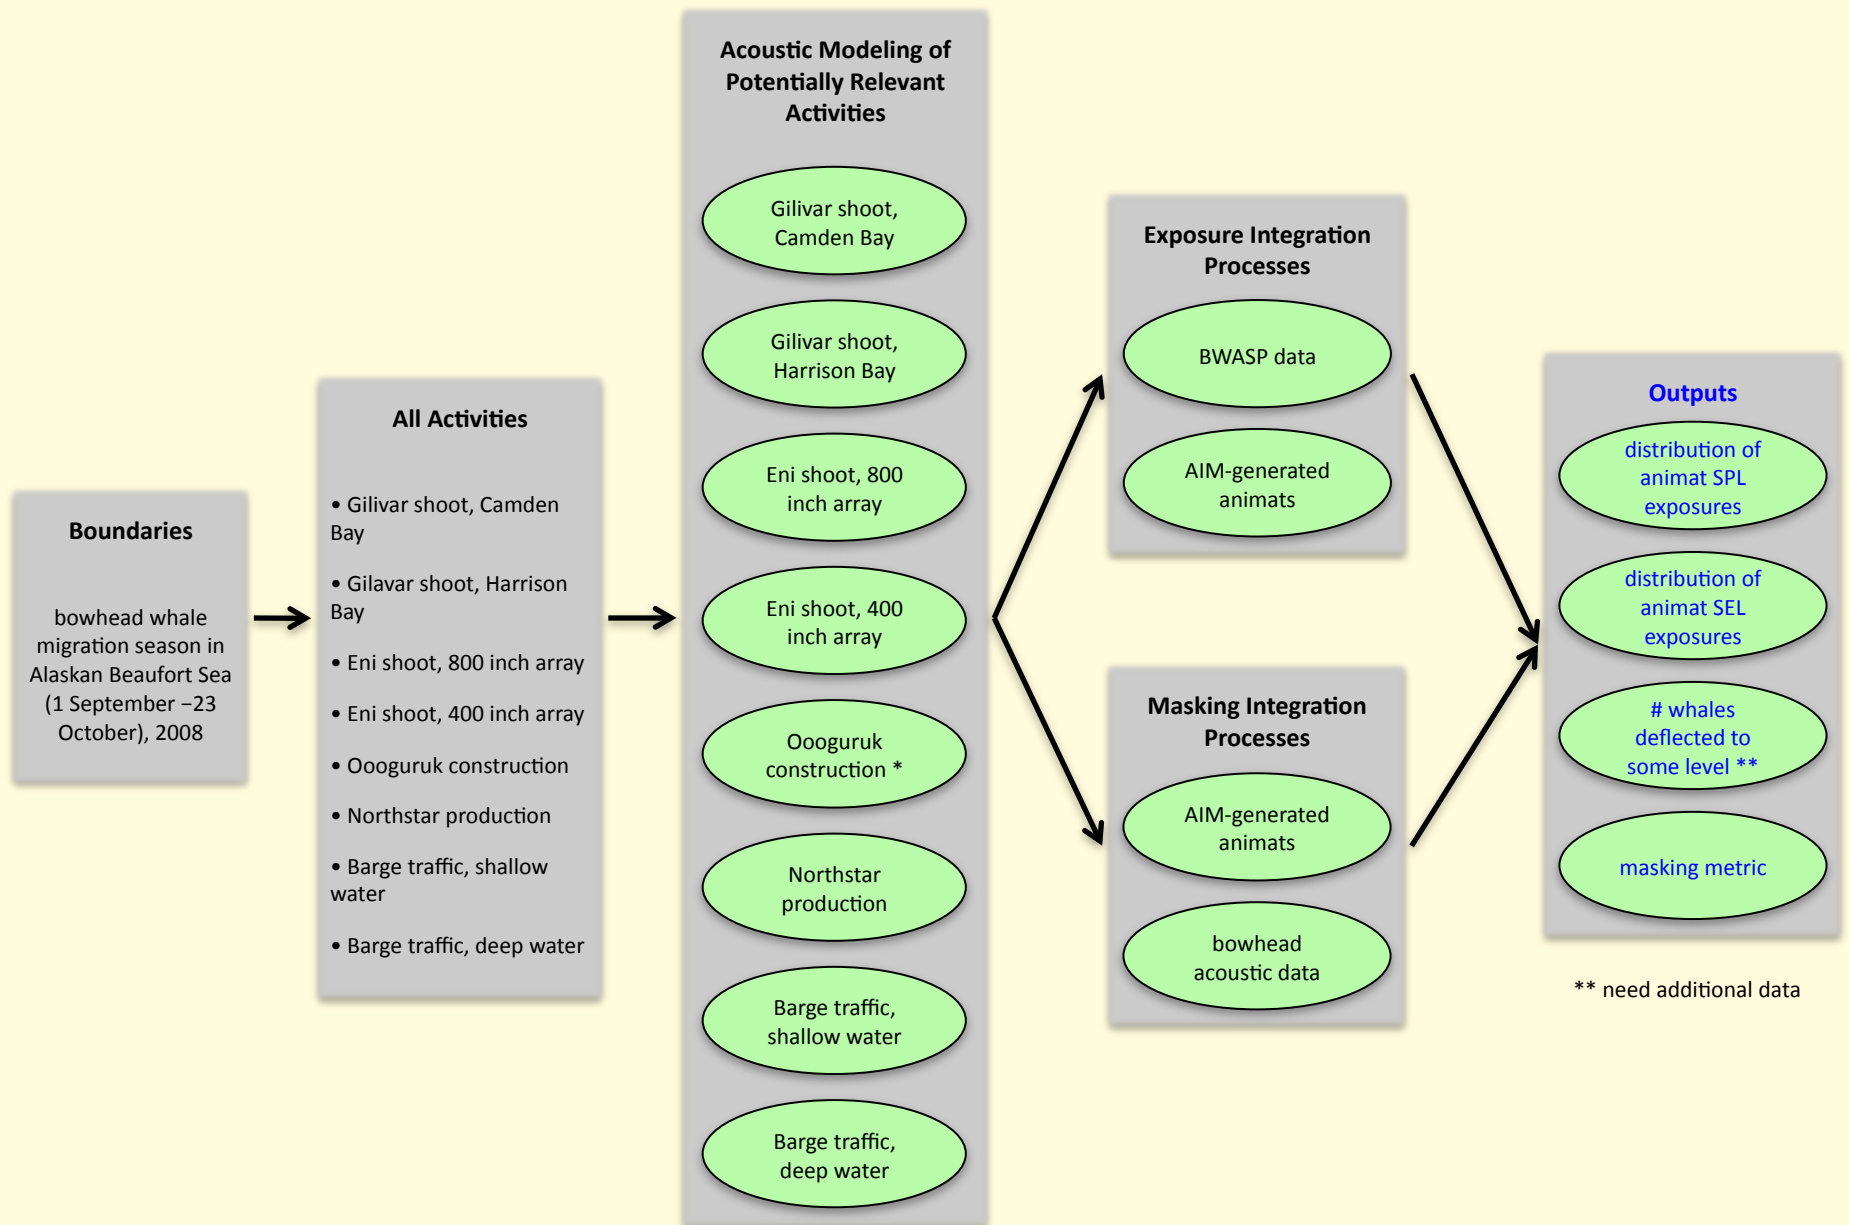 Boundaries
bowhead whale
migration season in
Alaskan Beaufort Sea
(1 September −23
October), 2008
All Activities
• Gilivar shoot, Camden
Bay
• Gilavar shoot, Harrison
Bay
• Eni shoot, 800 inch array
• Eni shoot, 400 inch array
• Oooguruk construction
• Northstar production
• Barge traffic, shallow
water
• Barge traffic, deep water
Acoustic Modeling of
Potentially Relevant
Activities
Gilivar shoot,
Camden Bay
Gilivar shoot,
Harrison Bay
Eni shoot, 800
inch array
Eni shoot, 400
inch array
Oooguruk
construction *
Northstar
production
Barge traffic,
shallow water
Barge traffic,
deep water
Exposure Integration
Processes
BWASP data
AIM-generated
animats
Masking Integration
Processes
AIM-generated
animats
bowhead
acoustic data
Outputs
distribution of
animat SPL
exposures
distribution of
animat SEL
exposures
# whales
deflected to
some level **
masking metric
** need additional data